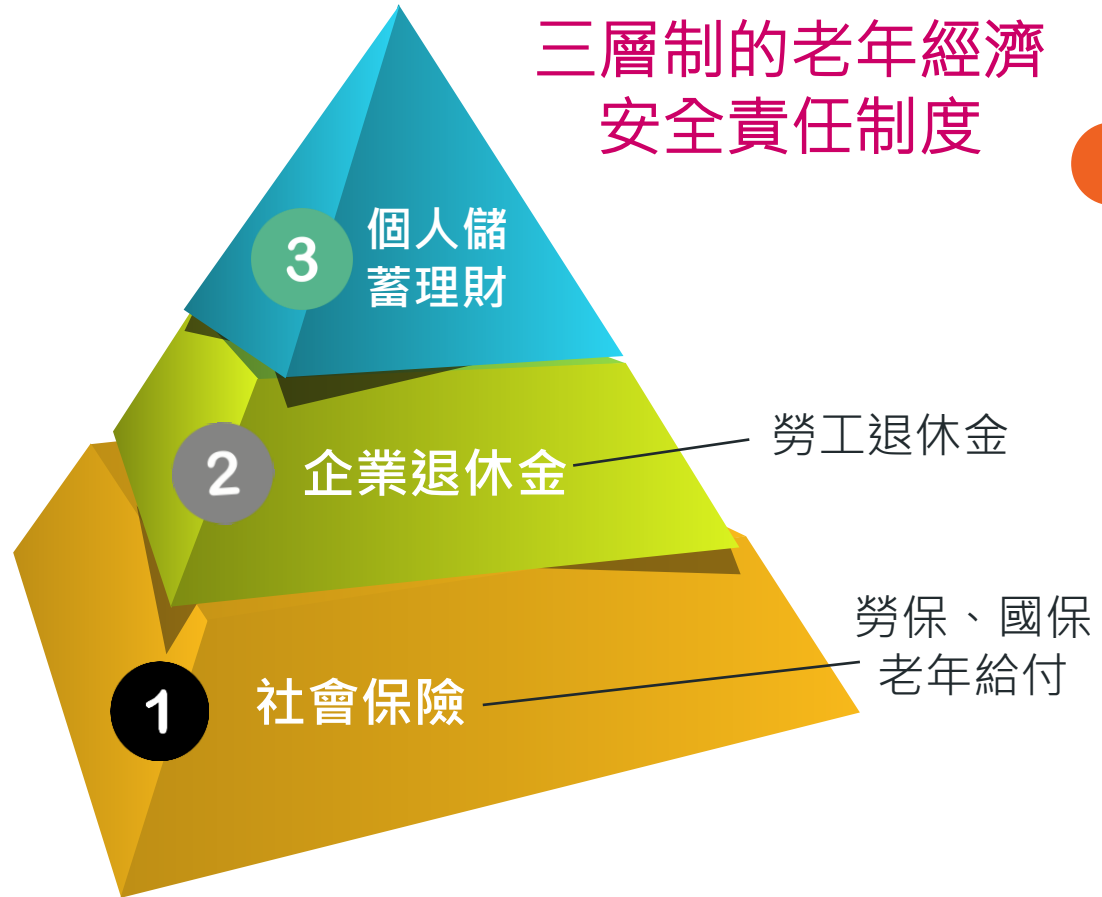 三層制的老年經濟
安全責任制度
3
個人儲
蓄理財
2
企業退休金
勞工退休金
1
社會保險
勞保、國保
老年給付